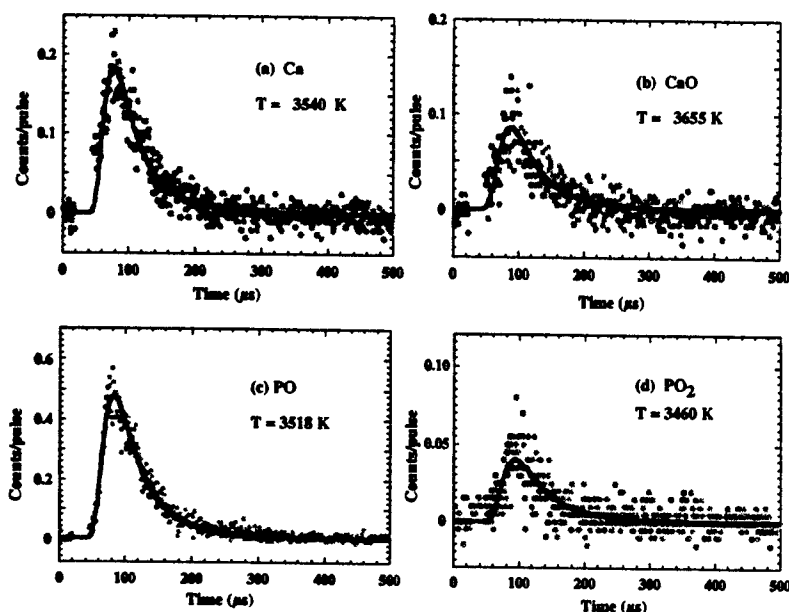 0.2
0.1
0
Counts/pulse
(a) Ca
T = 3540 K
0 100 200 300 400 500
Time (µs)
0.2
0.1
0
Counts/pulse
(b) CaO
T = 3655 K
0 100 200 300 400 500
Time (µs)
0.6
0.4
0.2
0
Counts/pulse
(c) PO
T = 3518 K
0 100 200 300 400 500
Time (µs)
0.10
0.05
0
Counts/pulse
(d) PO2
T = 3460 K
0 100 200 300 400 500
Time (µs)